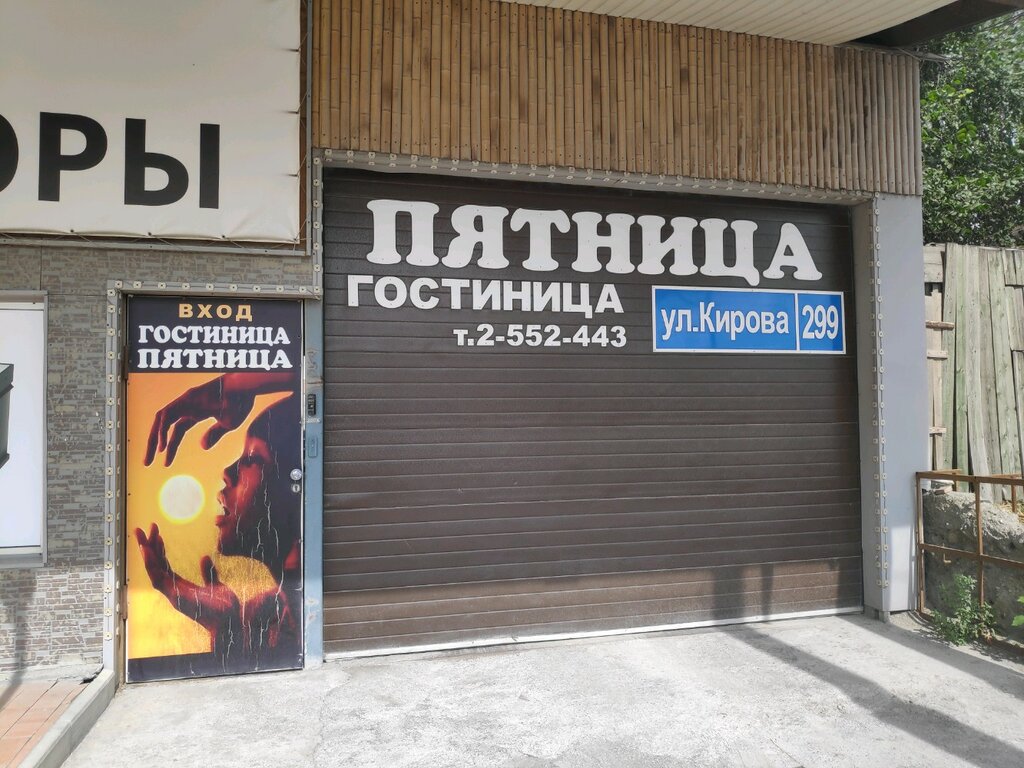 ОРЫ
ВХОД
ГОСТИНИЦА
ПЯТНИЦА
ПЯТНИЦА
ГОСТИНИЦА
т.2-552-443
ул.Кирова 299